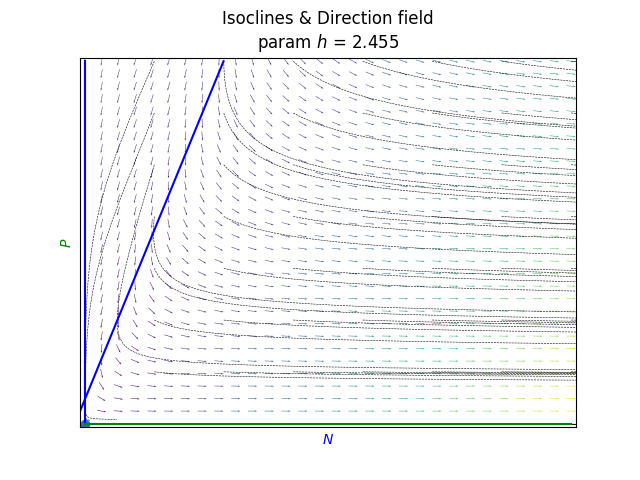 Isoclines & Direction field
param h = 2.455
P
N